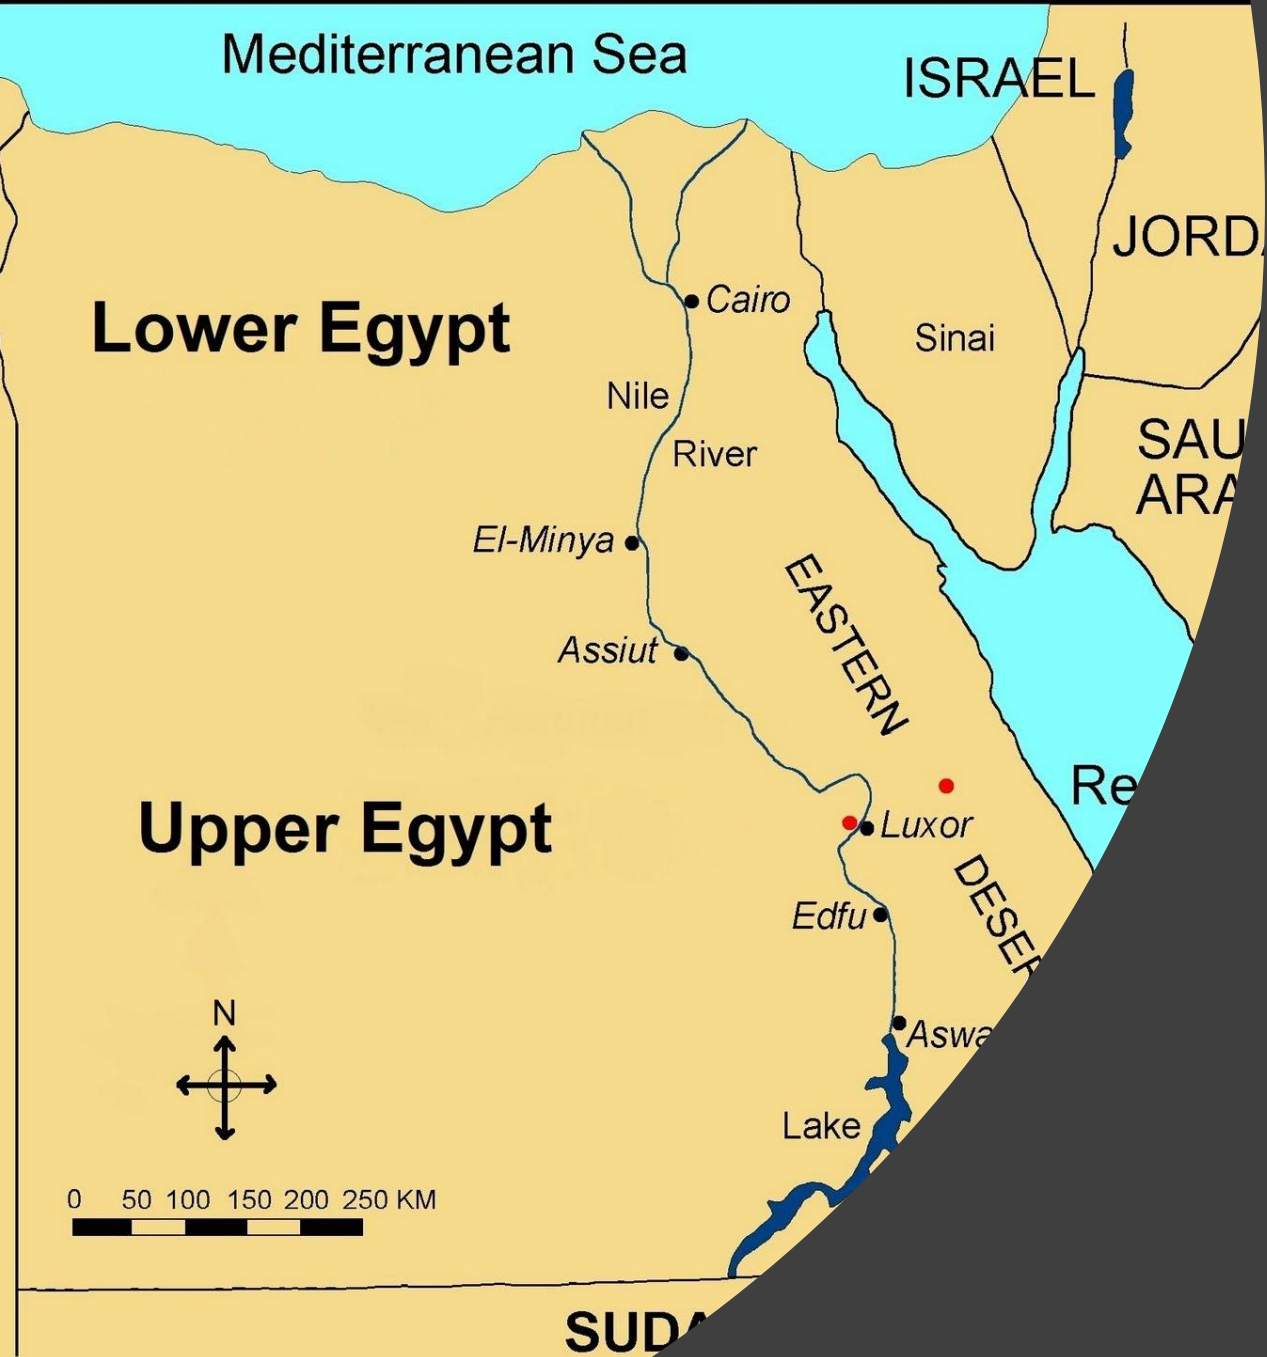 Mediterranean Sea
ISRAEL
JORD
Lower Egypt
Cairo
Sinai
Nile
River
SAU
ARA
El-Minya
EASTERN
Assiut
Re
Upper Egypt
Luxor
DESER
Edfu
N
Aswa
Lake
0 50 100 150 200 250 KM
SUDA